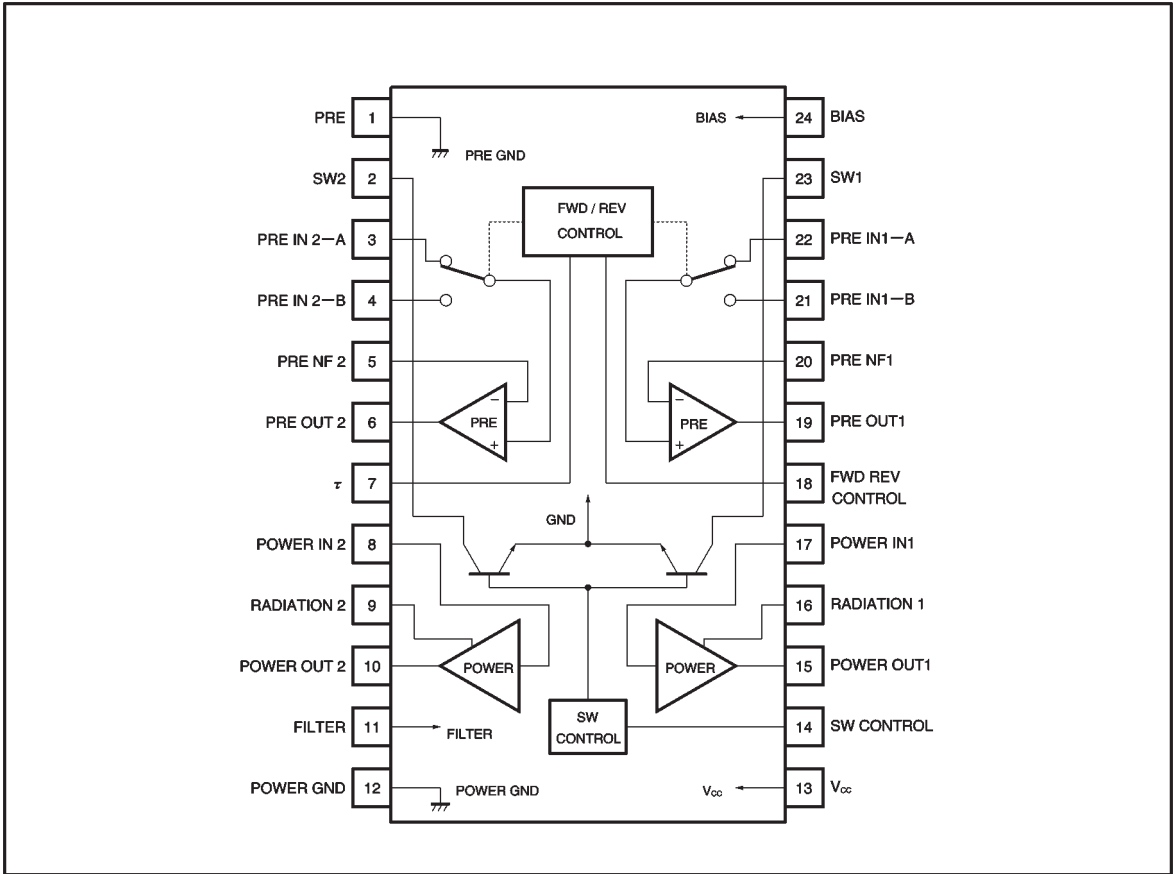 PRE 1
PRE GND
SW2 2
PRE IN 2－A 3
PRE IN 2－B 4
PRE NF 2 5
PRE OUT 2 6
τ 7
POWER IN 2 8
RADIATION 2 9
POWER OUT 2 10
FILTER 11
FILTER
POWER GND 12
POWER GND
FWD / REV
CONTROL
－
PRE
+
－
PRE
+
GND
POWER
POWER
SW
CONTROL
BIAS 24 BIAS
23 SW1
22 PRE IN1－A
21 PRE IN1－B
20 PRE NF1
19 PRE OUT1
18 FWD REV
CONTROL
17 POWER IN1
16 RADIATION 1
15 POWER OUT1
14 SW CONTROL
Vcc 13 Vcc